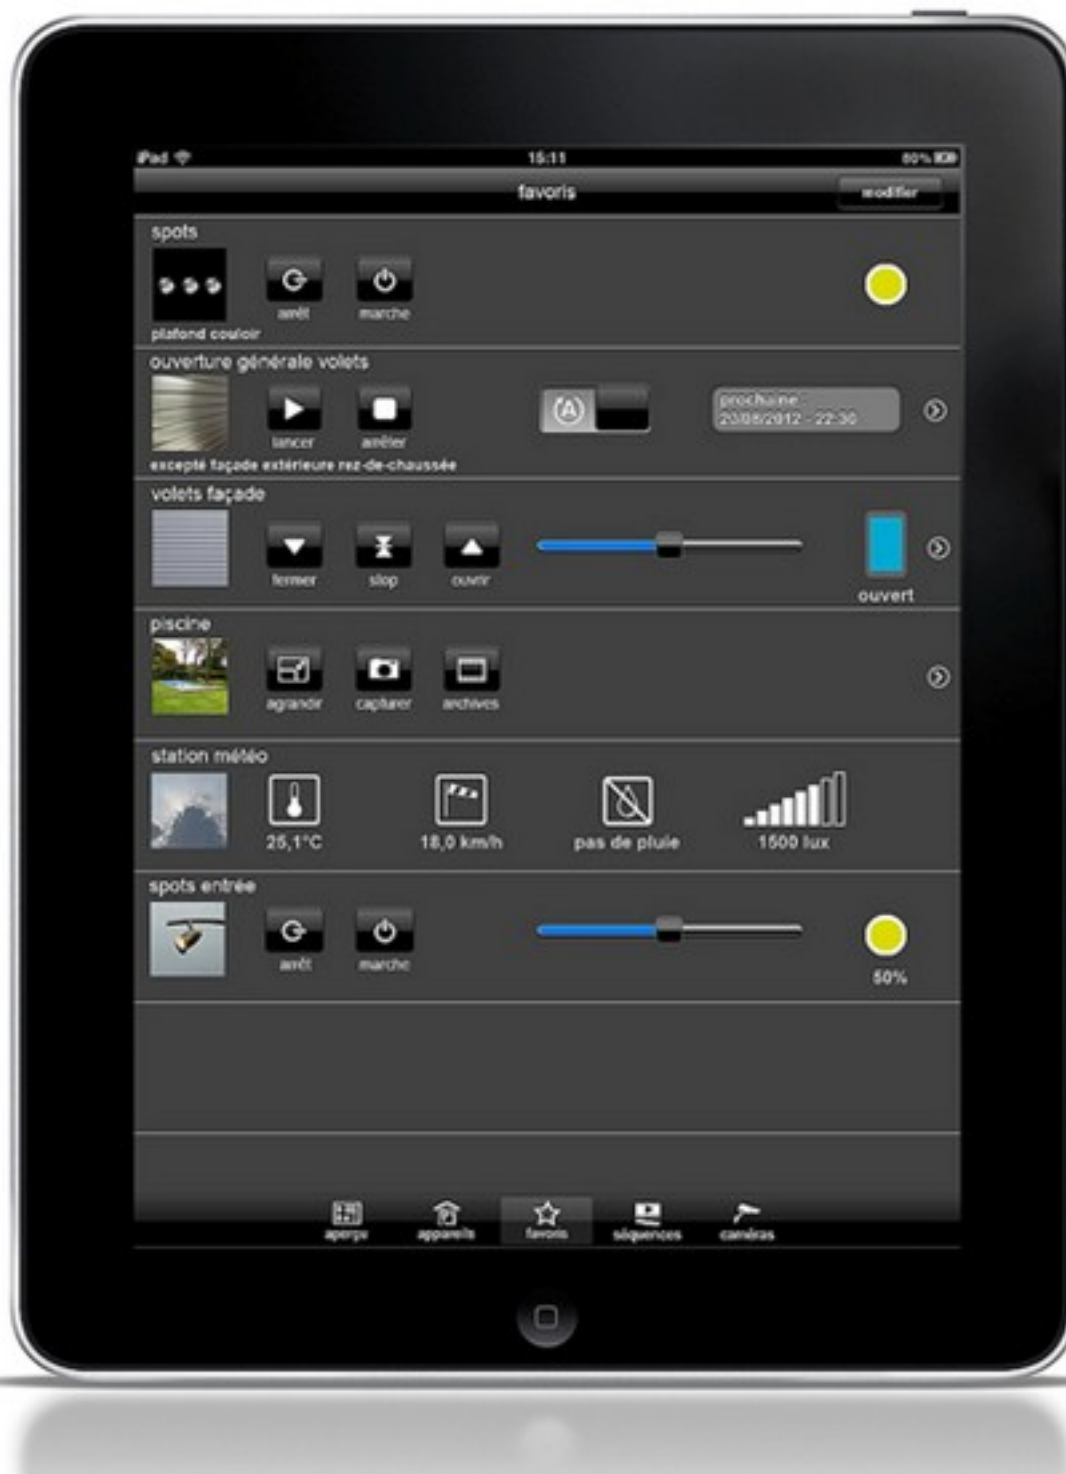 iPad 15:11 80%
favoris modifier
spots
arrêt marche
plafond couloir
ouverture générale volets
A prochaine
20/08/2012 - 22:30
lancer arrêter
excepté façade extérieure rez-de-chaussée
volets façade
fermer stop ouvrir
ouvert
piscine
agrandir capturer archives
station météo
25,1°C 18,0 km/h pas de pluie 1500 lux
spots entrée
arrêt marche
50%
aperçu appareils favoris séquences caméras